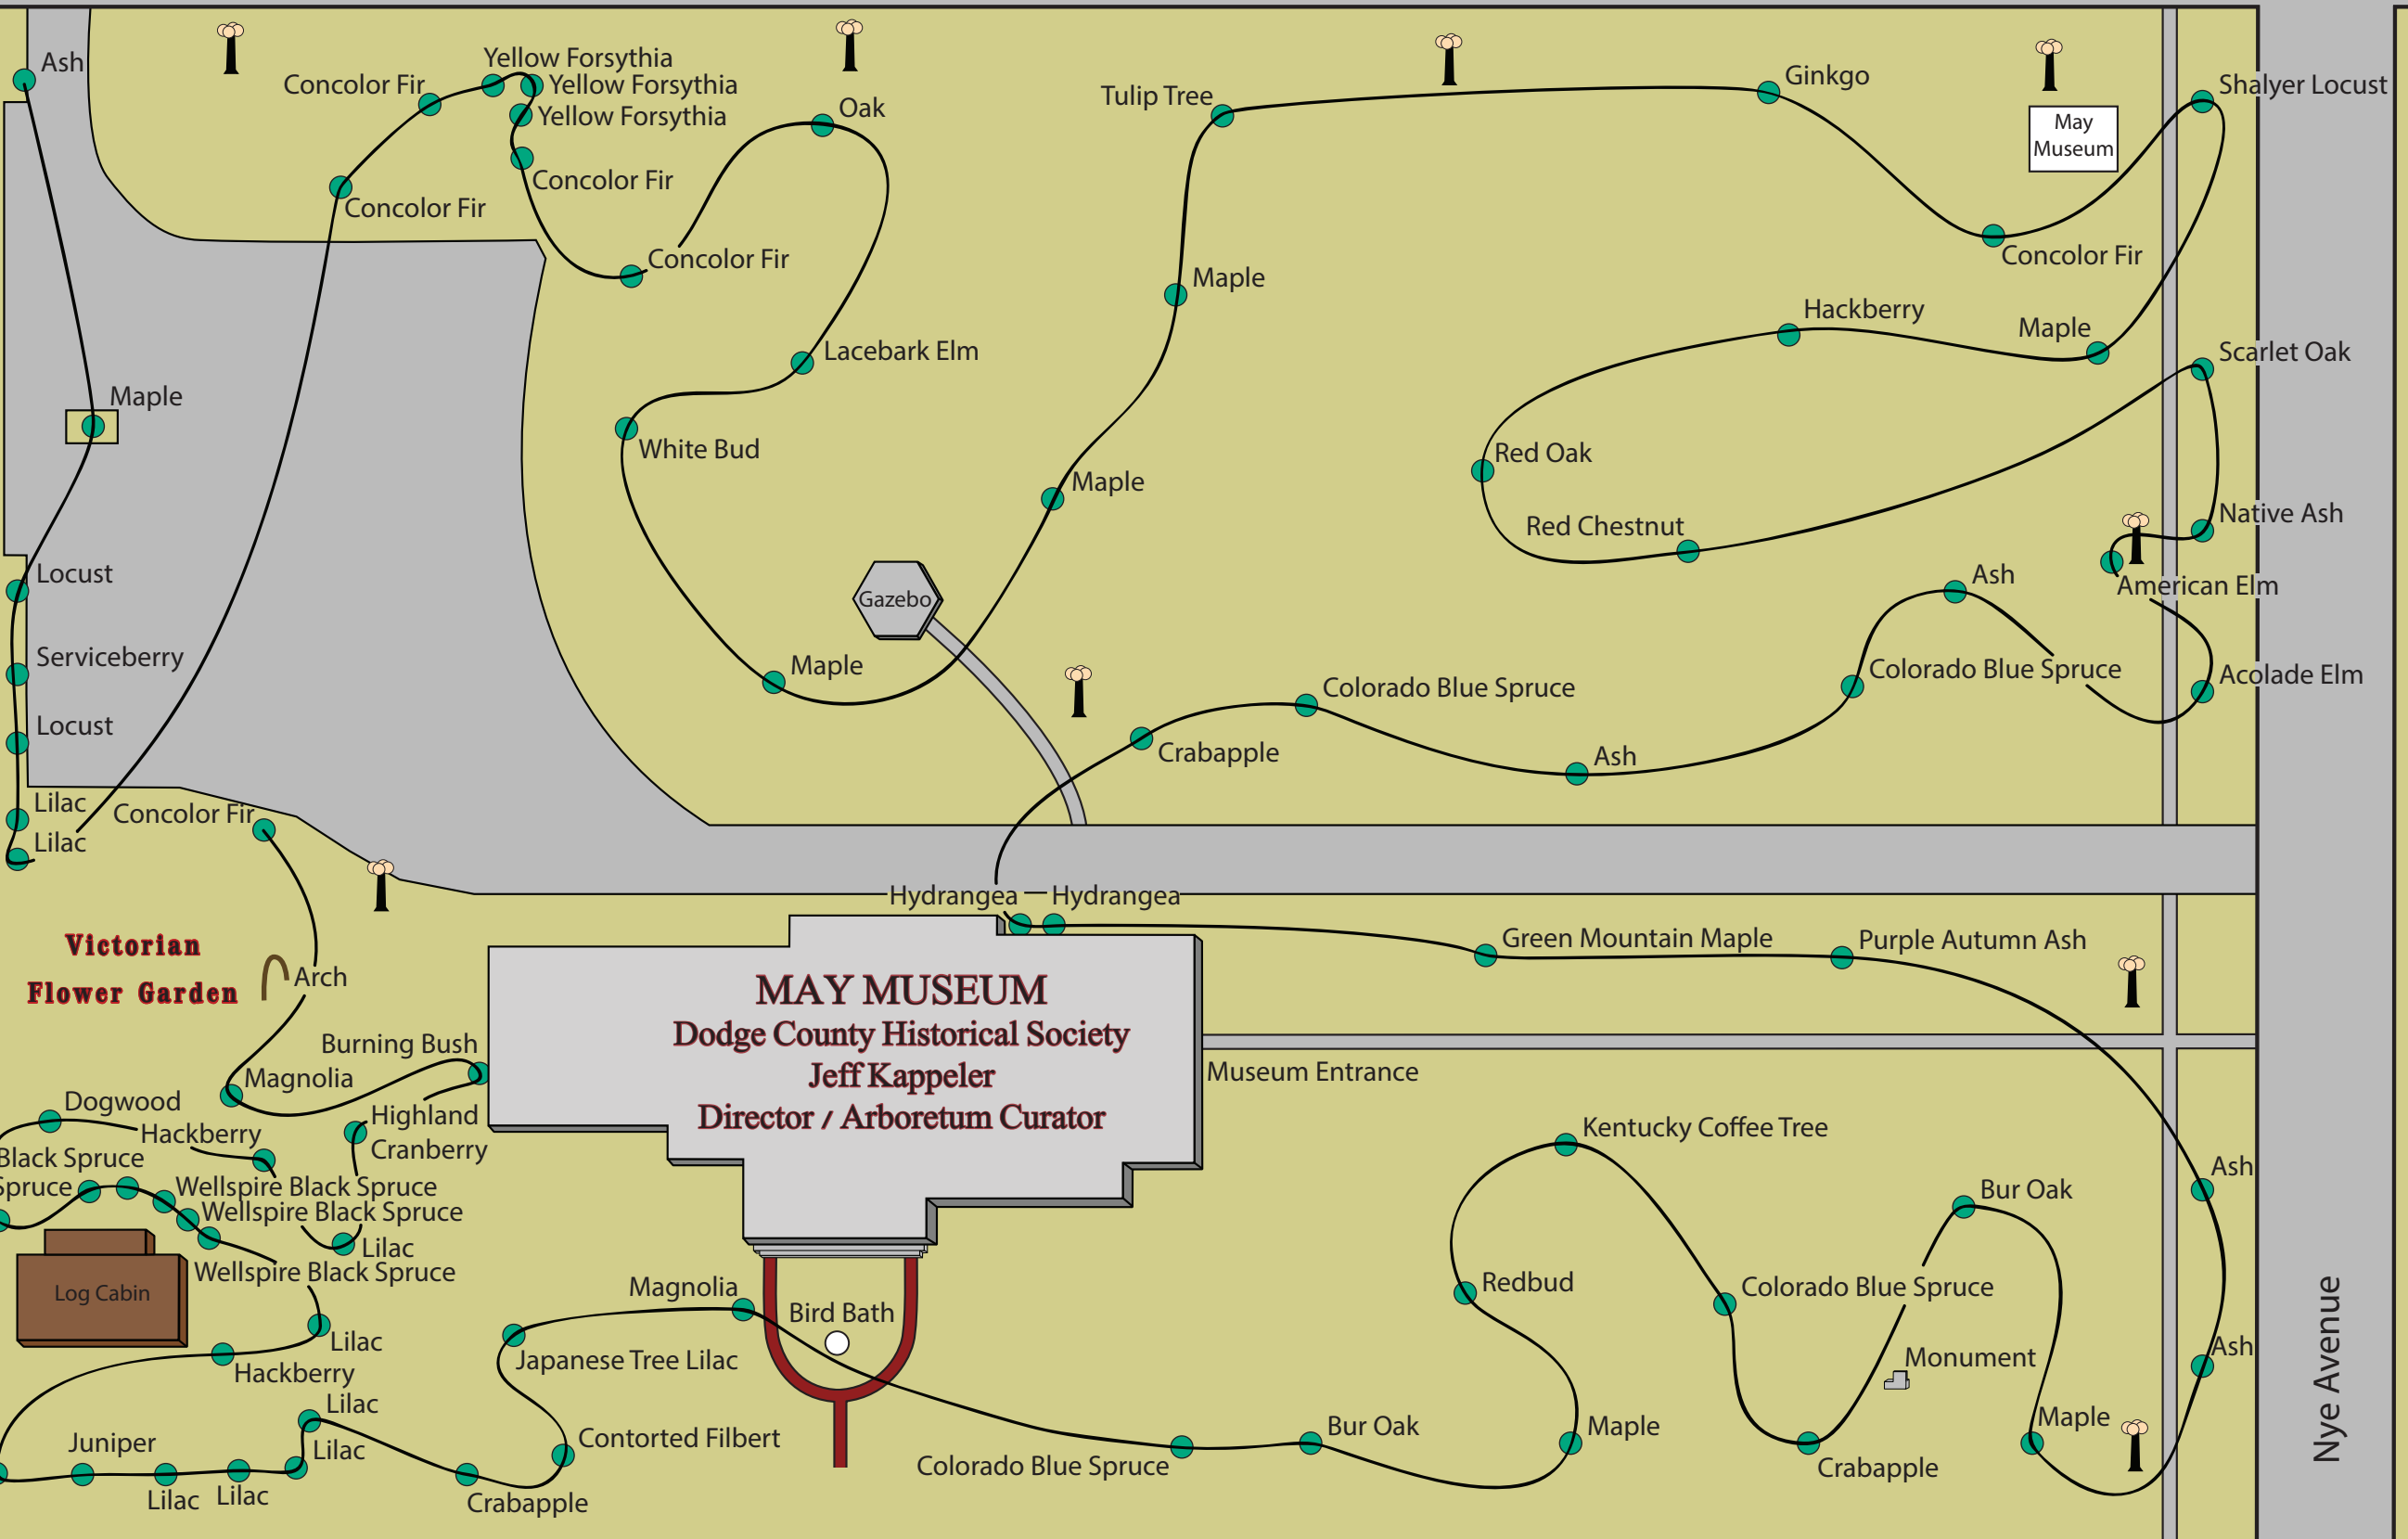 Ash
Yellow Forsythia
Concolor Fir
Yellow Forsythia
Yellow Forsythia
Oak
Tulip Tree
Ginkgo
Shalyer Locust
May
Museum
Concolor Fir
Concolor Fir
Concolor Fir
Concolor Fir
Maple
Hackberry
Maple
Lacebark Elm
Scarlet Oak
Maple
White Bud
Red Oak
Maple
Red Chestnut
Native Ash
Locust
Gazebo
Ash
American Elm
Serviceberry
Maple
Colorado Blue Spruce
Colorado Blue Spruce
Acolade Elm
Locust
Crabapple
Ash
Lilac
Concolor Fir
Lilac
Hydrangea
Hydrangea
Victorian
Flower Garden
Arch
Green Mountain Maple
Purple Autumn Ash
MAY MUSEUM
Dodge County Historical Society
Jeff Kappeler
Director / Arboretum Curator
Museum Entrance
Burning Bush
Magnolia
Dogwood
Highland
Cranberry
Hackberry
Black Spruce
Spruce
Wellspire Black Spruce
Wellspire Black Spruce
Lilac
Wellspire Black Spruce
Log Cabin
Kentucky Coffee Tree
Ash
Bur Oak
Magnolia
Bird Bath
Redbud
Colorado Blue Spruce
Lilac
Japanese Tree Lilac
Hackberry
Monument
Ash
Nye Avenue
Lilac
Juniper
Lilac
Contorted Filbert
Bur Oak
Maple
Maple
Colorado Blue Spruce
Crabapple
Lilac
Lilac
Crabapple